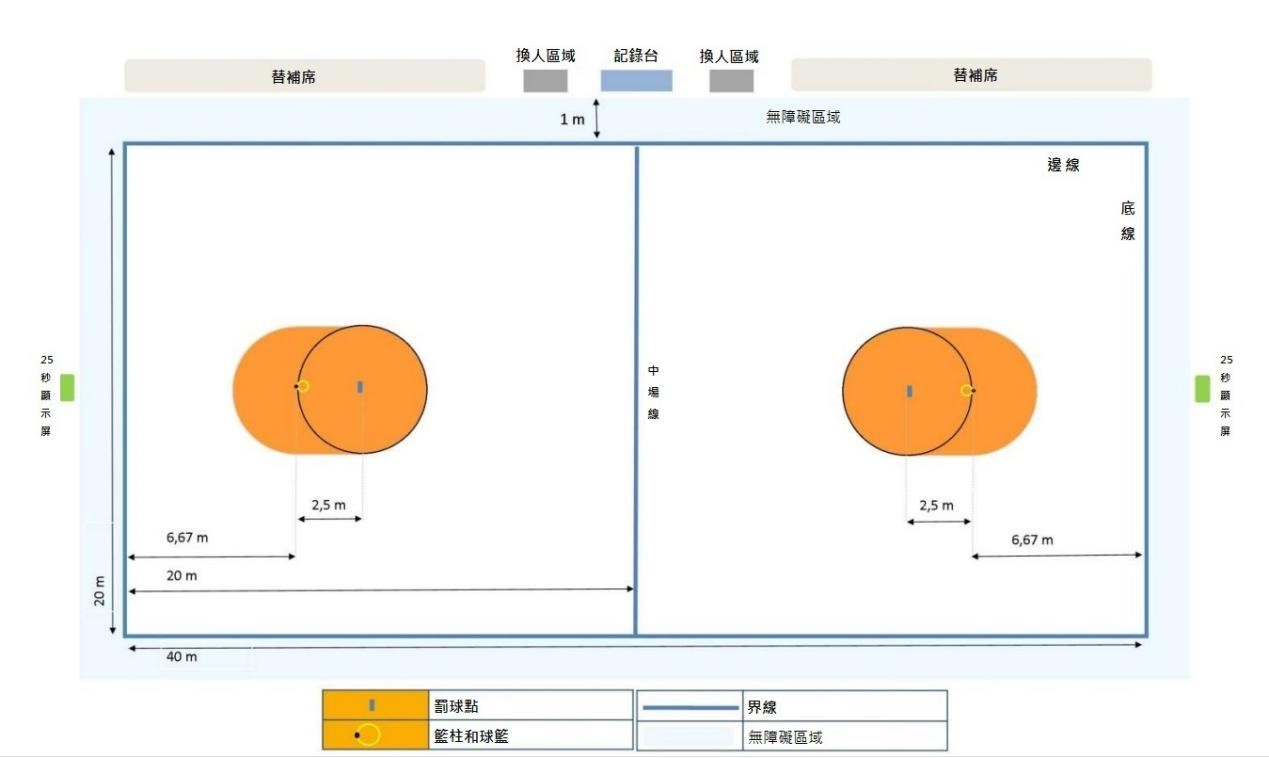 換人區域
記錄台
換人區域
替補席
替補席
1 m
無障礙區域
邊 線
底
線
25
秒
顯
示
屏
中
場
線
25
秒
顯
示
屏
2,5 m
2,5 m
6,67 m
6,67 m
20 m
20 m
40 m
罰球點
界線
籃柱和球籃
無障礙區域